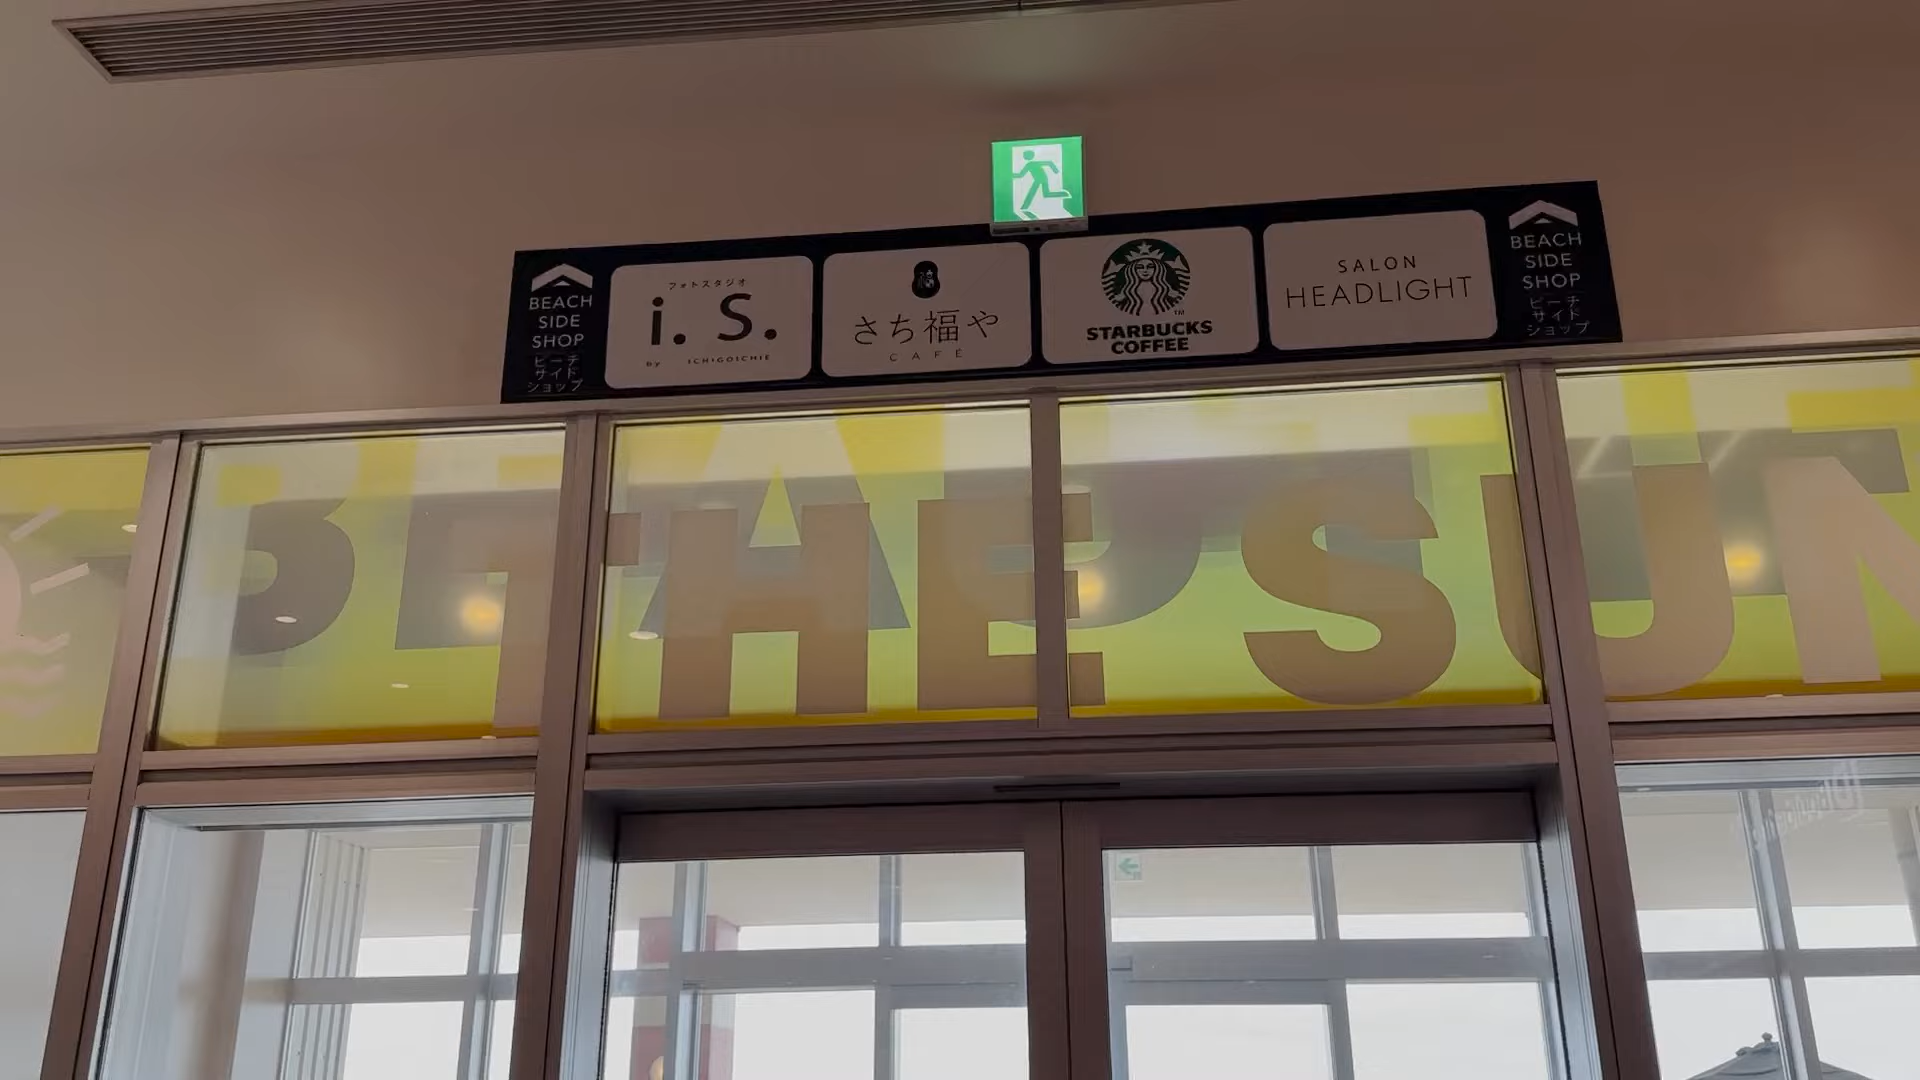 BEACH
SIDE
SHOP
ビーチ
サイド
ショップ
フォトスタジオ
i. S.
by ICHIGOICHIE
さち福や
CAFÉ
STARBUCKS
COFFEE
SALON
HEADLIGHT
BEACH
SIDE
SHOP
ビーチ
サイド
ショップ
THE SUN